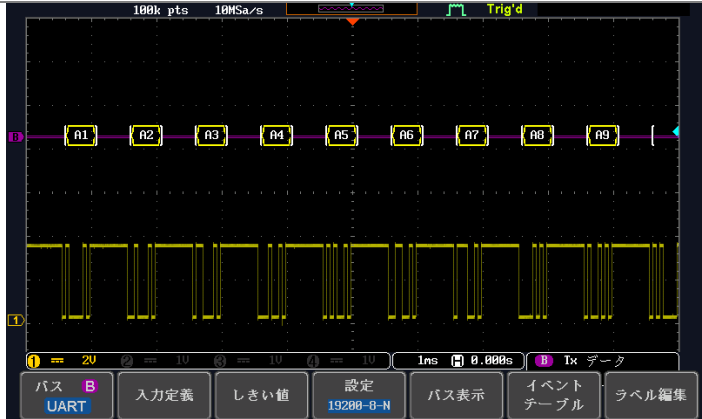 100k pts 10MSa/s Trig'd
B A1 A2 A3 A4 A5 A6 A7 A8 A9
1
1 2V 2 1V 3 1V 4 1V 1ms H 0.000s B Tx データ
バス B
UART
入力定義
しきい値
設定
19200-8-N
バス表示
イベント
テーブル
ラベル編集